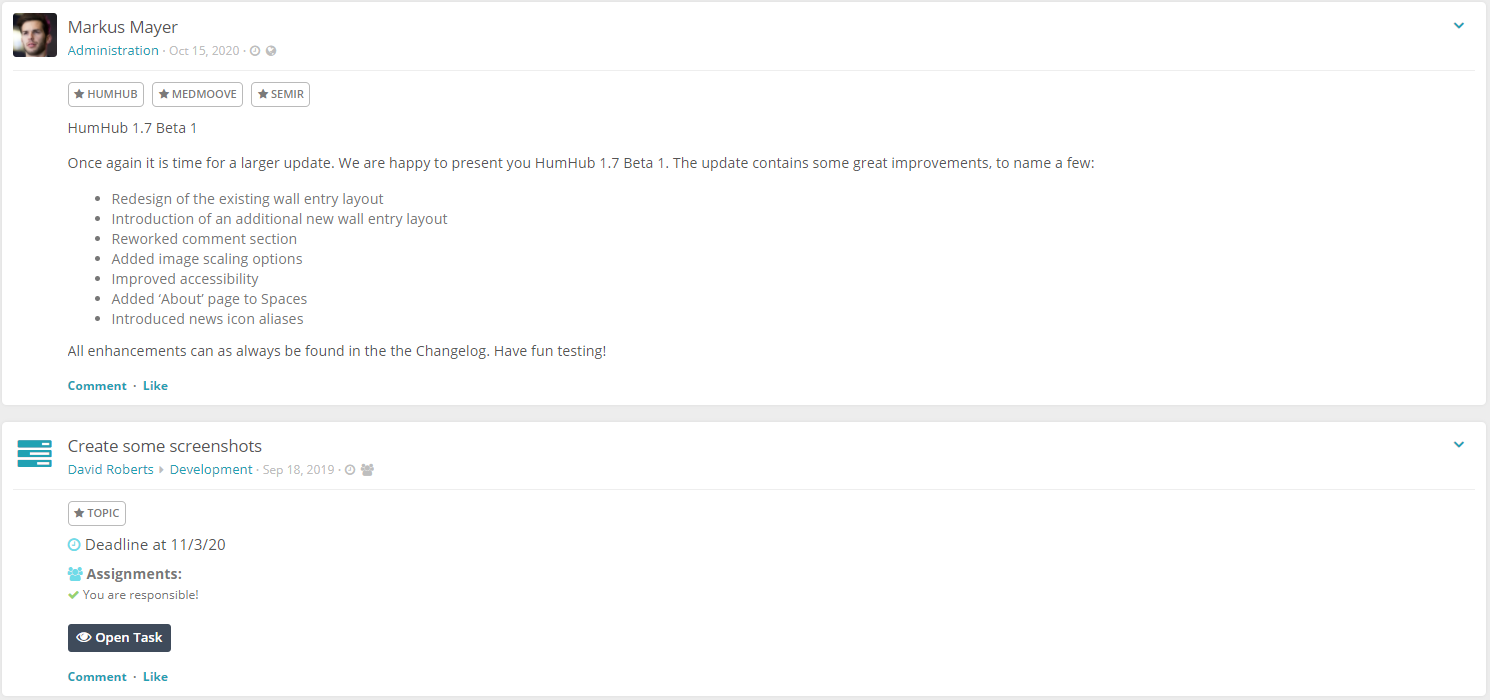 Markus Mayer
Administration · Oct 15, 2020 ·
HUMHUB MEDMOOVE SEMIR
HumHub 1.7 Beta 1
Once again it is time for a larger update. We are happy to present you HumHub 1.7 Beta 1. The update contains some great improvements, to name a few:
• Redesign of the existing wall entry layout
• Introduction of an additional new wall entry layout
• Reworked comment section
• Added image scaling options
• Improved accessibility
• Added ‘About’ page to Spaces
• Introduced news icon aliases
All enhancements can as always be found in the the Changelog. Have fun testing!
Comment · Like
Create some screenshots
David Roberts Development · Sep 18, 2019 ·
TOPIC
Deadline at 11/3/20
Assignments:
You are responsible!
Open Task
Comment · Like